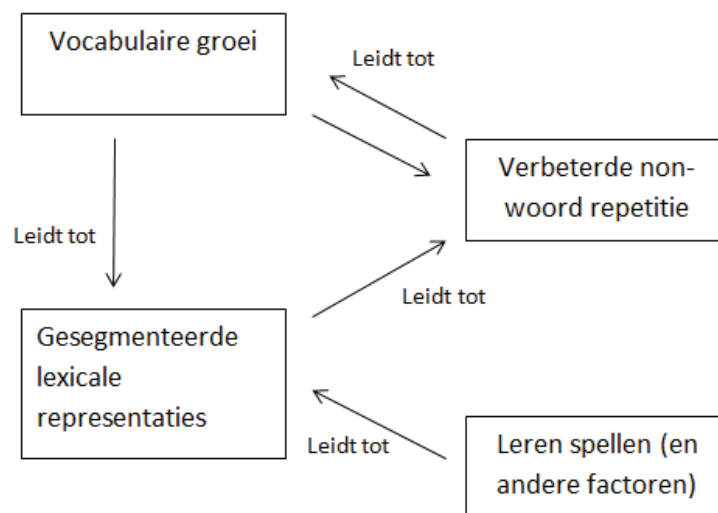 Vocabulaire groei
Leidt tot
Verbeterde non-
woord repetitie
Leidt tot
Leidt tot
Gesegmenteerde
lexicale
representaties
Leidt tot
Leren spellen (en
andere factoren)